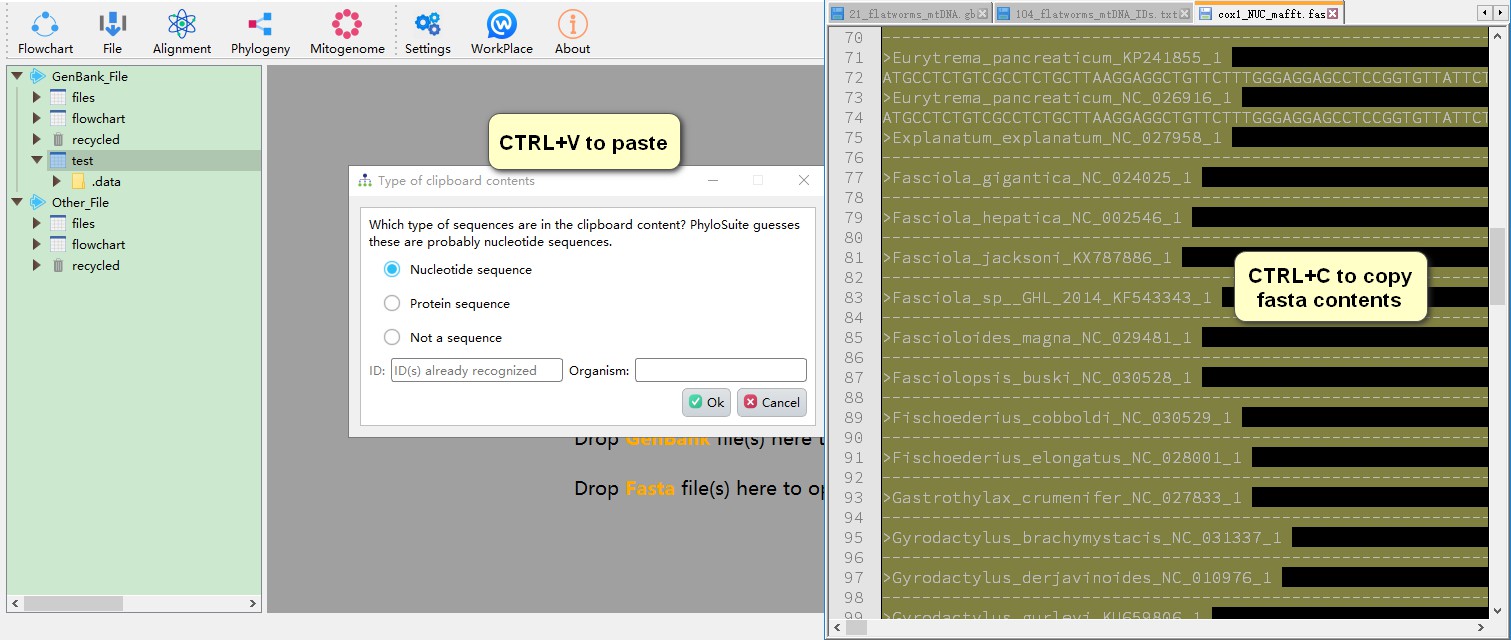 Flowchart File Alignment Phylogeny Mitogenome Settings WorkPlace About
GenBank_File
files
flowchart
recycled
test
.data
Other_File
files
flowchart
recycled
CTRL+V to paste
Type of clipboard contents
Which type of sequences are in the clipboard content? PhyloSuite guesses
these are probably nucleotide sequences.
Nucleotide sequence
Protein sequence
Not a sequence
ID: ID(s) already recognized Organism:
Ok Cancel
Drop GenBank file(s) here
Drop Fasta file(s) here to
21_flatworms_mtDNA.gb 104_flatworms_mtDNA_IDs.txt cox1_NUC_mafft.fas
70 ------------------------------------------------------------
71 >Eurytrema_pancreaticum_KP241855_1
72 ATGCCTCTGTCGCCTCTGCTTAAGGAGGCTGTTCTTTGGGAGGAGCCTCCGGTGTTATTCT
73 >Eurytrema_pancreaticum_NC_026916_1
74 ATGCCTCTGTCGCCTCTGCTTAAGGAGGCTGTTCTTTGGGAGGAGCCTCCGGTGTTATTCT
75 >Explanatum_explanatum_NC_027958_1
76 ------------------------------------------------------------
77 >Fasciola_gigantica_NC_024025_1
78 ------------------------------------------------------------
79 >Fasciola_hepatica_NC_002546_1
80 ------------------------------------------------------------
81 >Fasciola_jacksoni_KX787886_1
82 ------------------------------------------------------------
83 >Fasciola_sp__GHL_2014_KF543343_1
84 ------------------------------------------------------------
85 >Fascioloides_magna_NC_029481_1
86 ------------------------------------------------------------
87 >Fasciolopsis_buski_NC_030528_1
88 ------------------------------------------------------------
89 >Fischoederius_cobboldi_NC_030529_1
90 ------------------------------------------------------------
91 >Fischoederius_elongatus_NC_028001_1
92 ------------------------------------------------------------
93 >Gastrothylax_crumenifer_NC_027833_1
94 ------------------------------------------------------------
95 >Gyrodactylus_brachymystacis_NC_031337_1
96 ------------------------------------------------------------
97 >Gyrodactylus_derjavinoides_NC_010976_1
98 ------------------------------------------------------------
99 >Gyrodactylus_gurleyi_KU659806_1
CTRL+C to copy
fasta contents